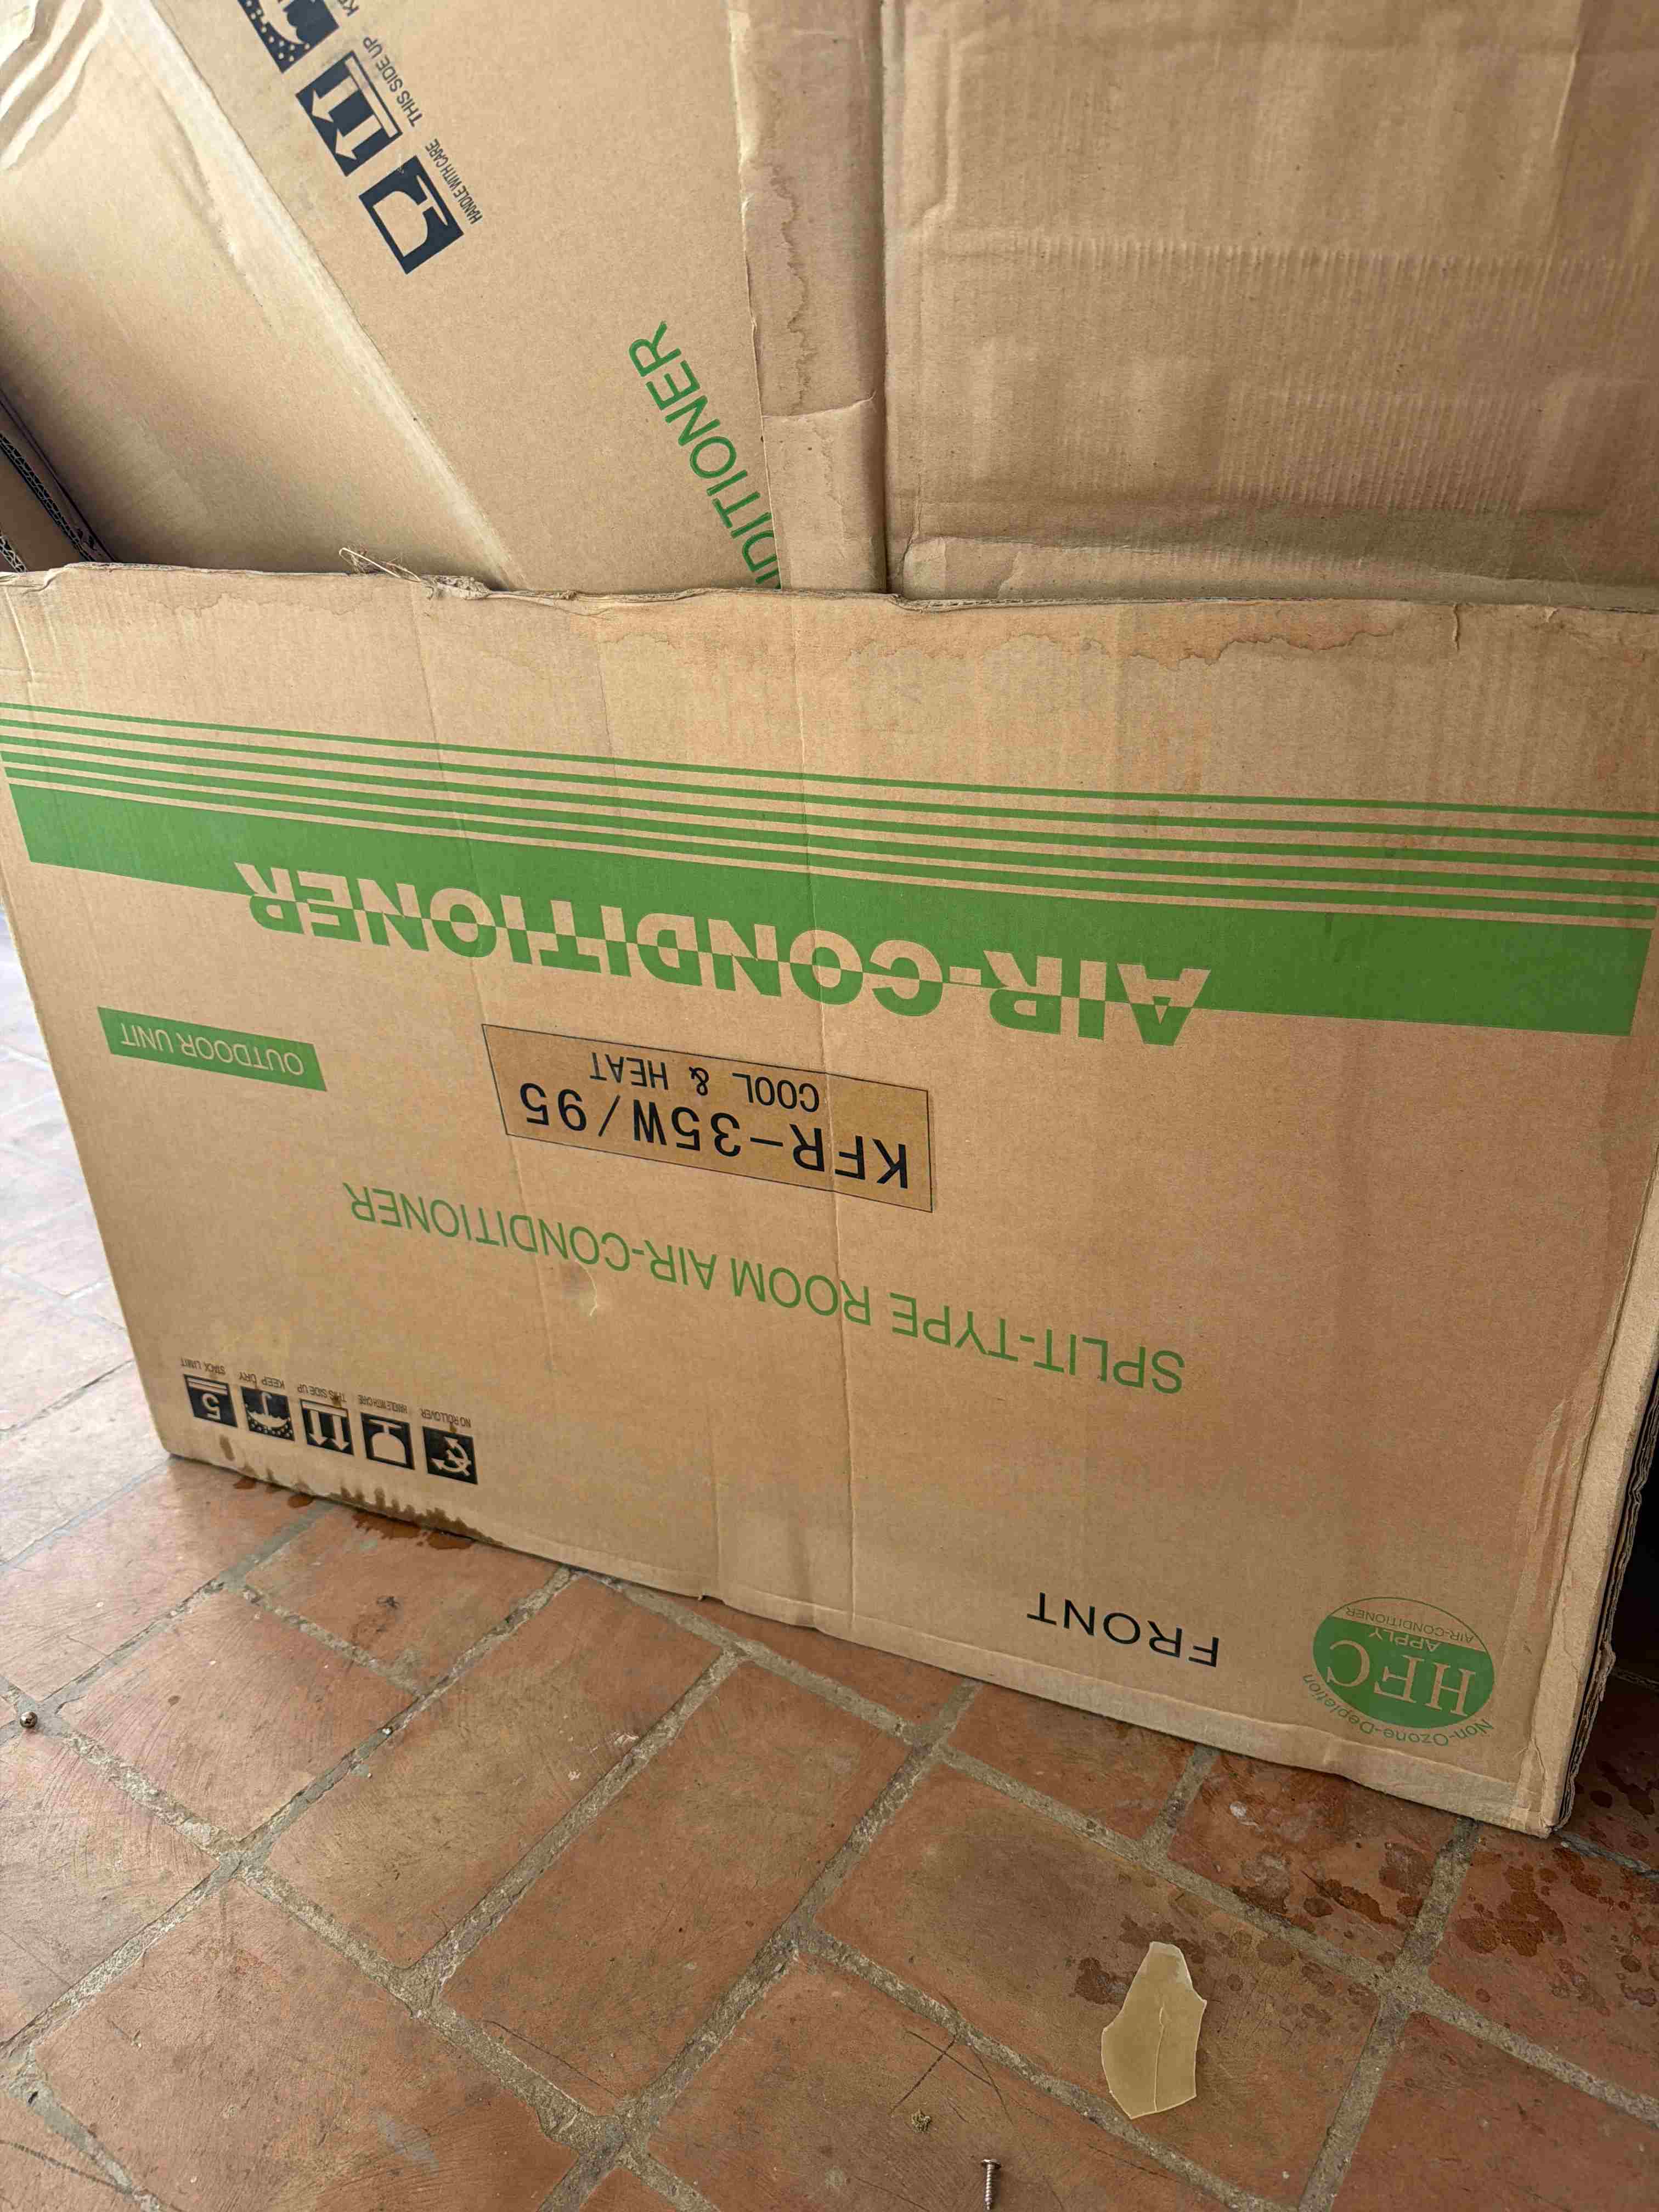 KE
THIS SIDE UP
HANDLE WITH CARE
NDITIONER
AIR-CONDITIONER
OUTDOOR UNIT
KFR-35W/95
COOL & HEAT
SPLIT-TYPE ROOM AIR-CONDITIONER
NO ROLLOVER
HANDLE WITH CARE
THIS SIDE UP
KEEP DRY
STACK LIMIT
5
FRONT
Non-Ozone-Depletion
HFC
APPLY
AIR-CONDITIONER